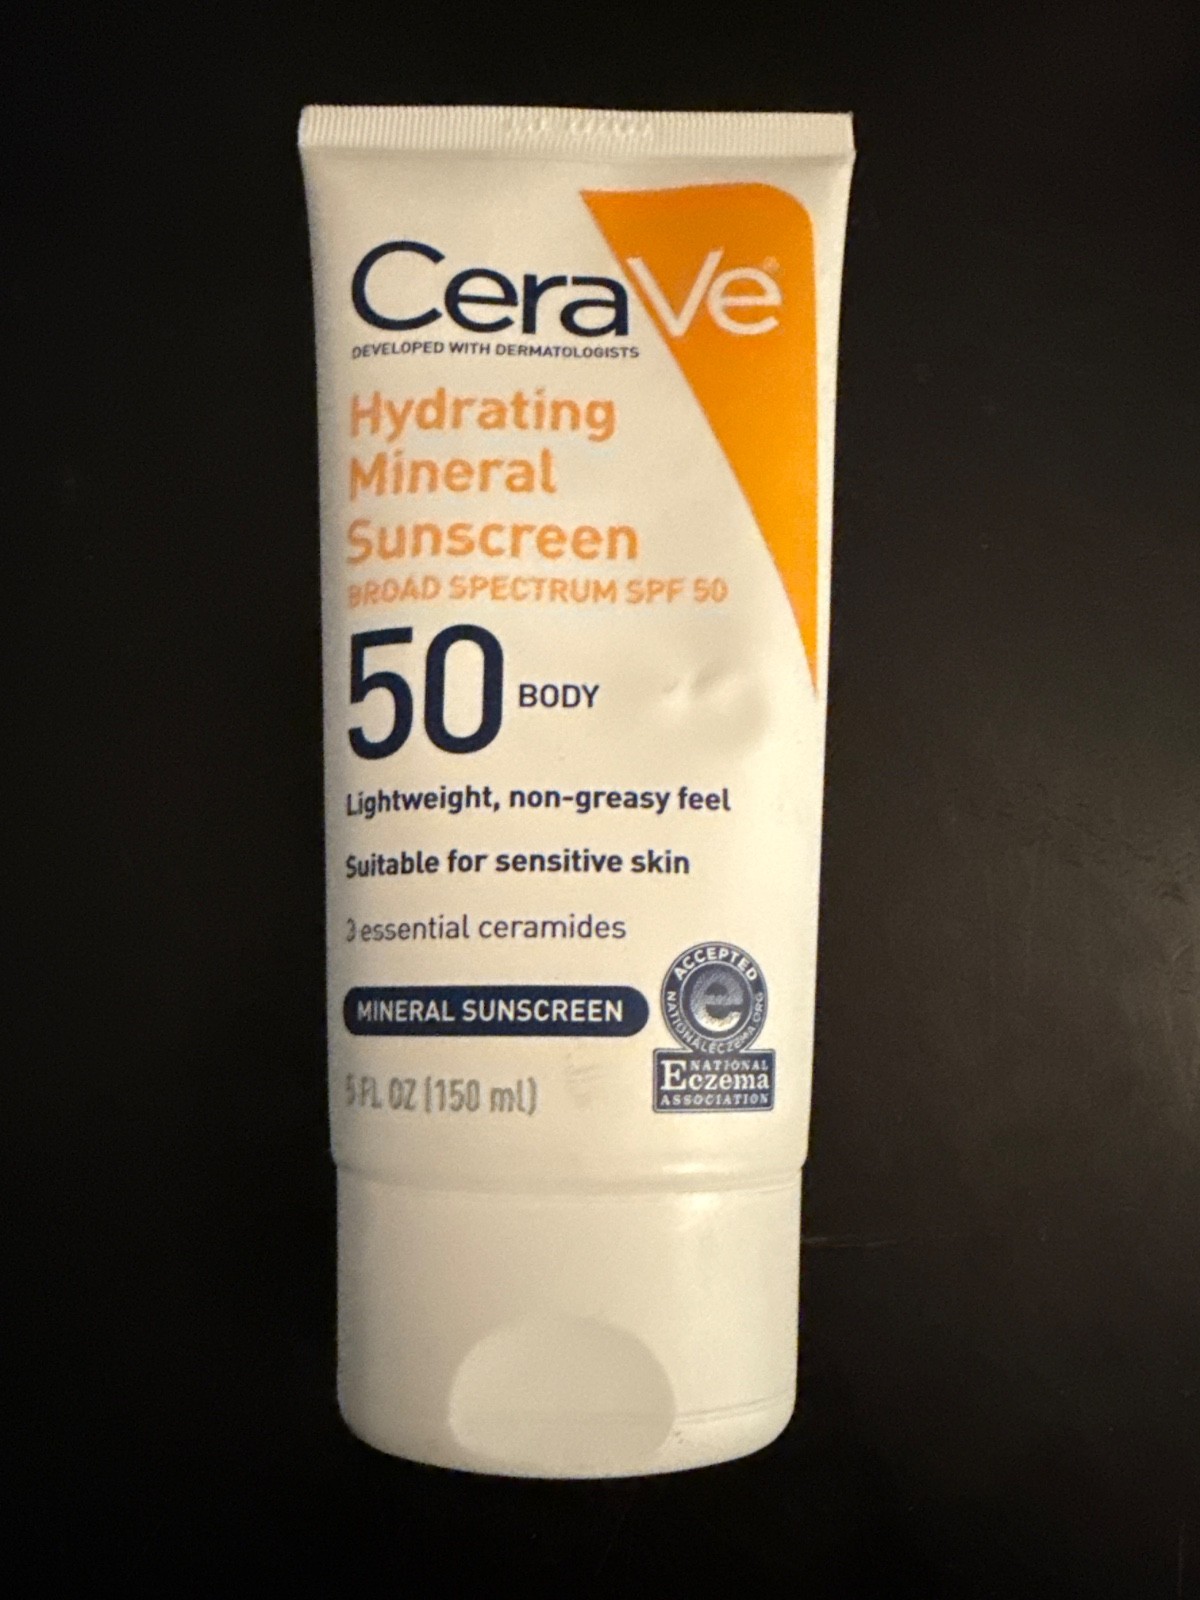 CeraVe®
DEVELOPED WITH DERMATOLOGISTS
Hydrating
Mineral
Sunscreen
BROAD SPECTRUM SPF 50
50 BODY
Lightweight, non-greasy feel
Suitable for sensitive skin
3 essential ceramides
MINERAL SUNSCREEN
5 FL OZ (150 ml)
ACCEPTED
e
NATIONALECZEMA.ORG
NATIONAL
Eczema
ASSOCIATION